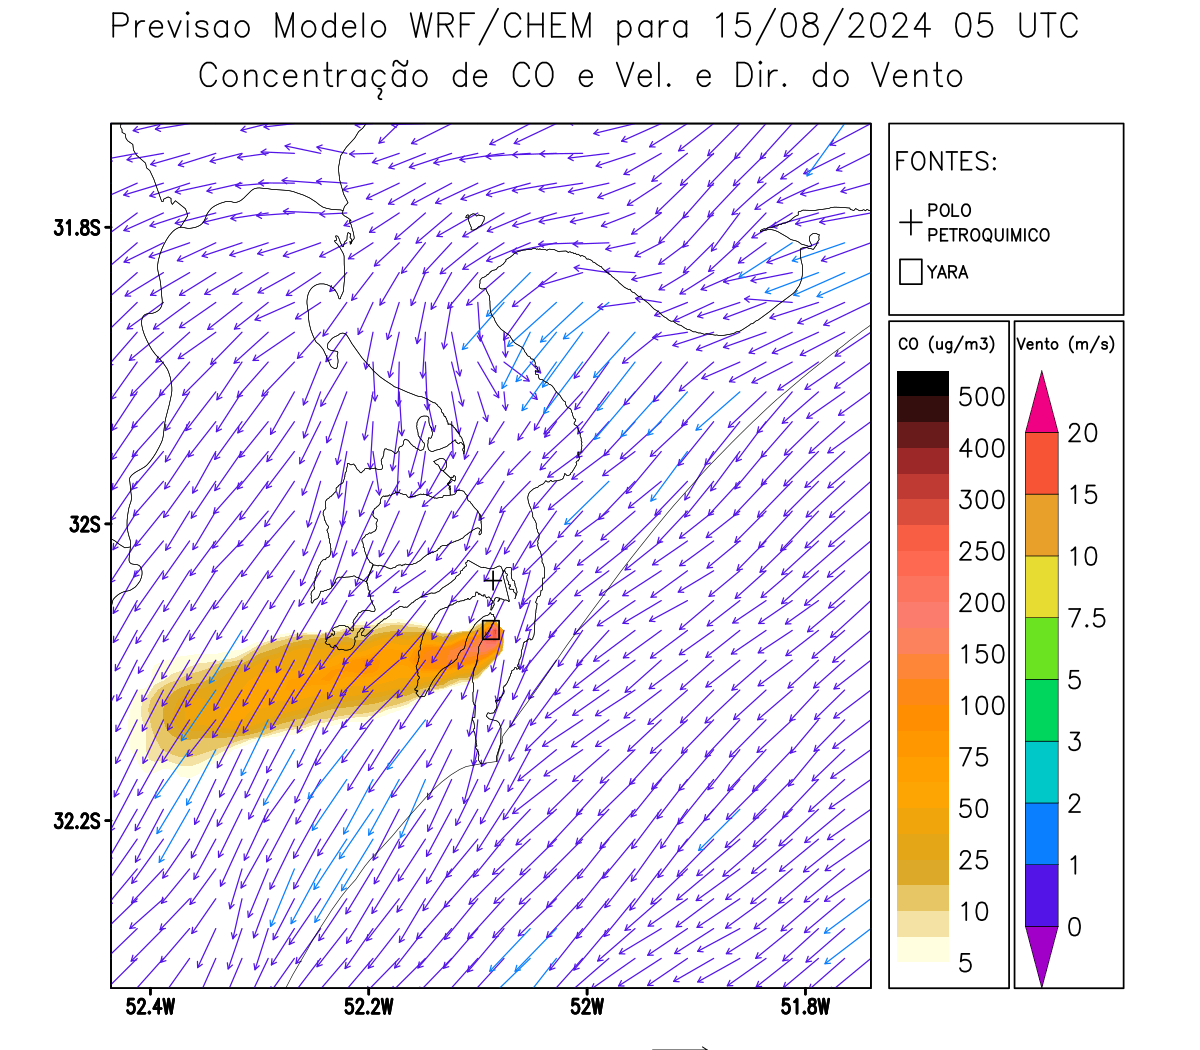 Previsao Modelo WRF/CHEM para 15/08/2024 05 UTC
Concentração de CO e Vel. e Dir. do Vento
FONTES:
POLO
PETROQUIMICO
YARA
CO (ug/m3)
500
400
300
250
200
150
100
75
50
25
10
5
Vento (m/s)
20
15
10
7.5
5
3
2
1
0
31.8S
32S
32.2S
52.4W
52.2W
52W
51.8W